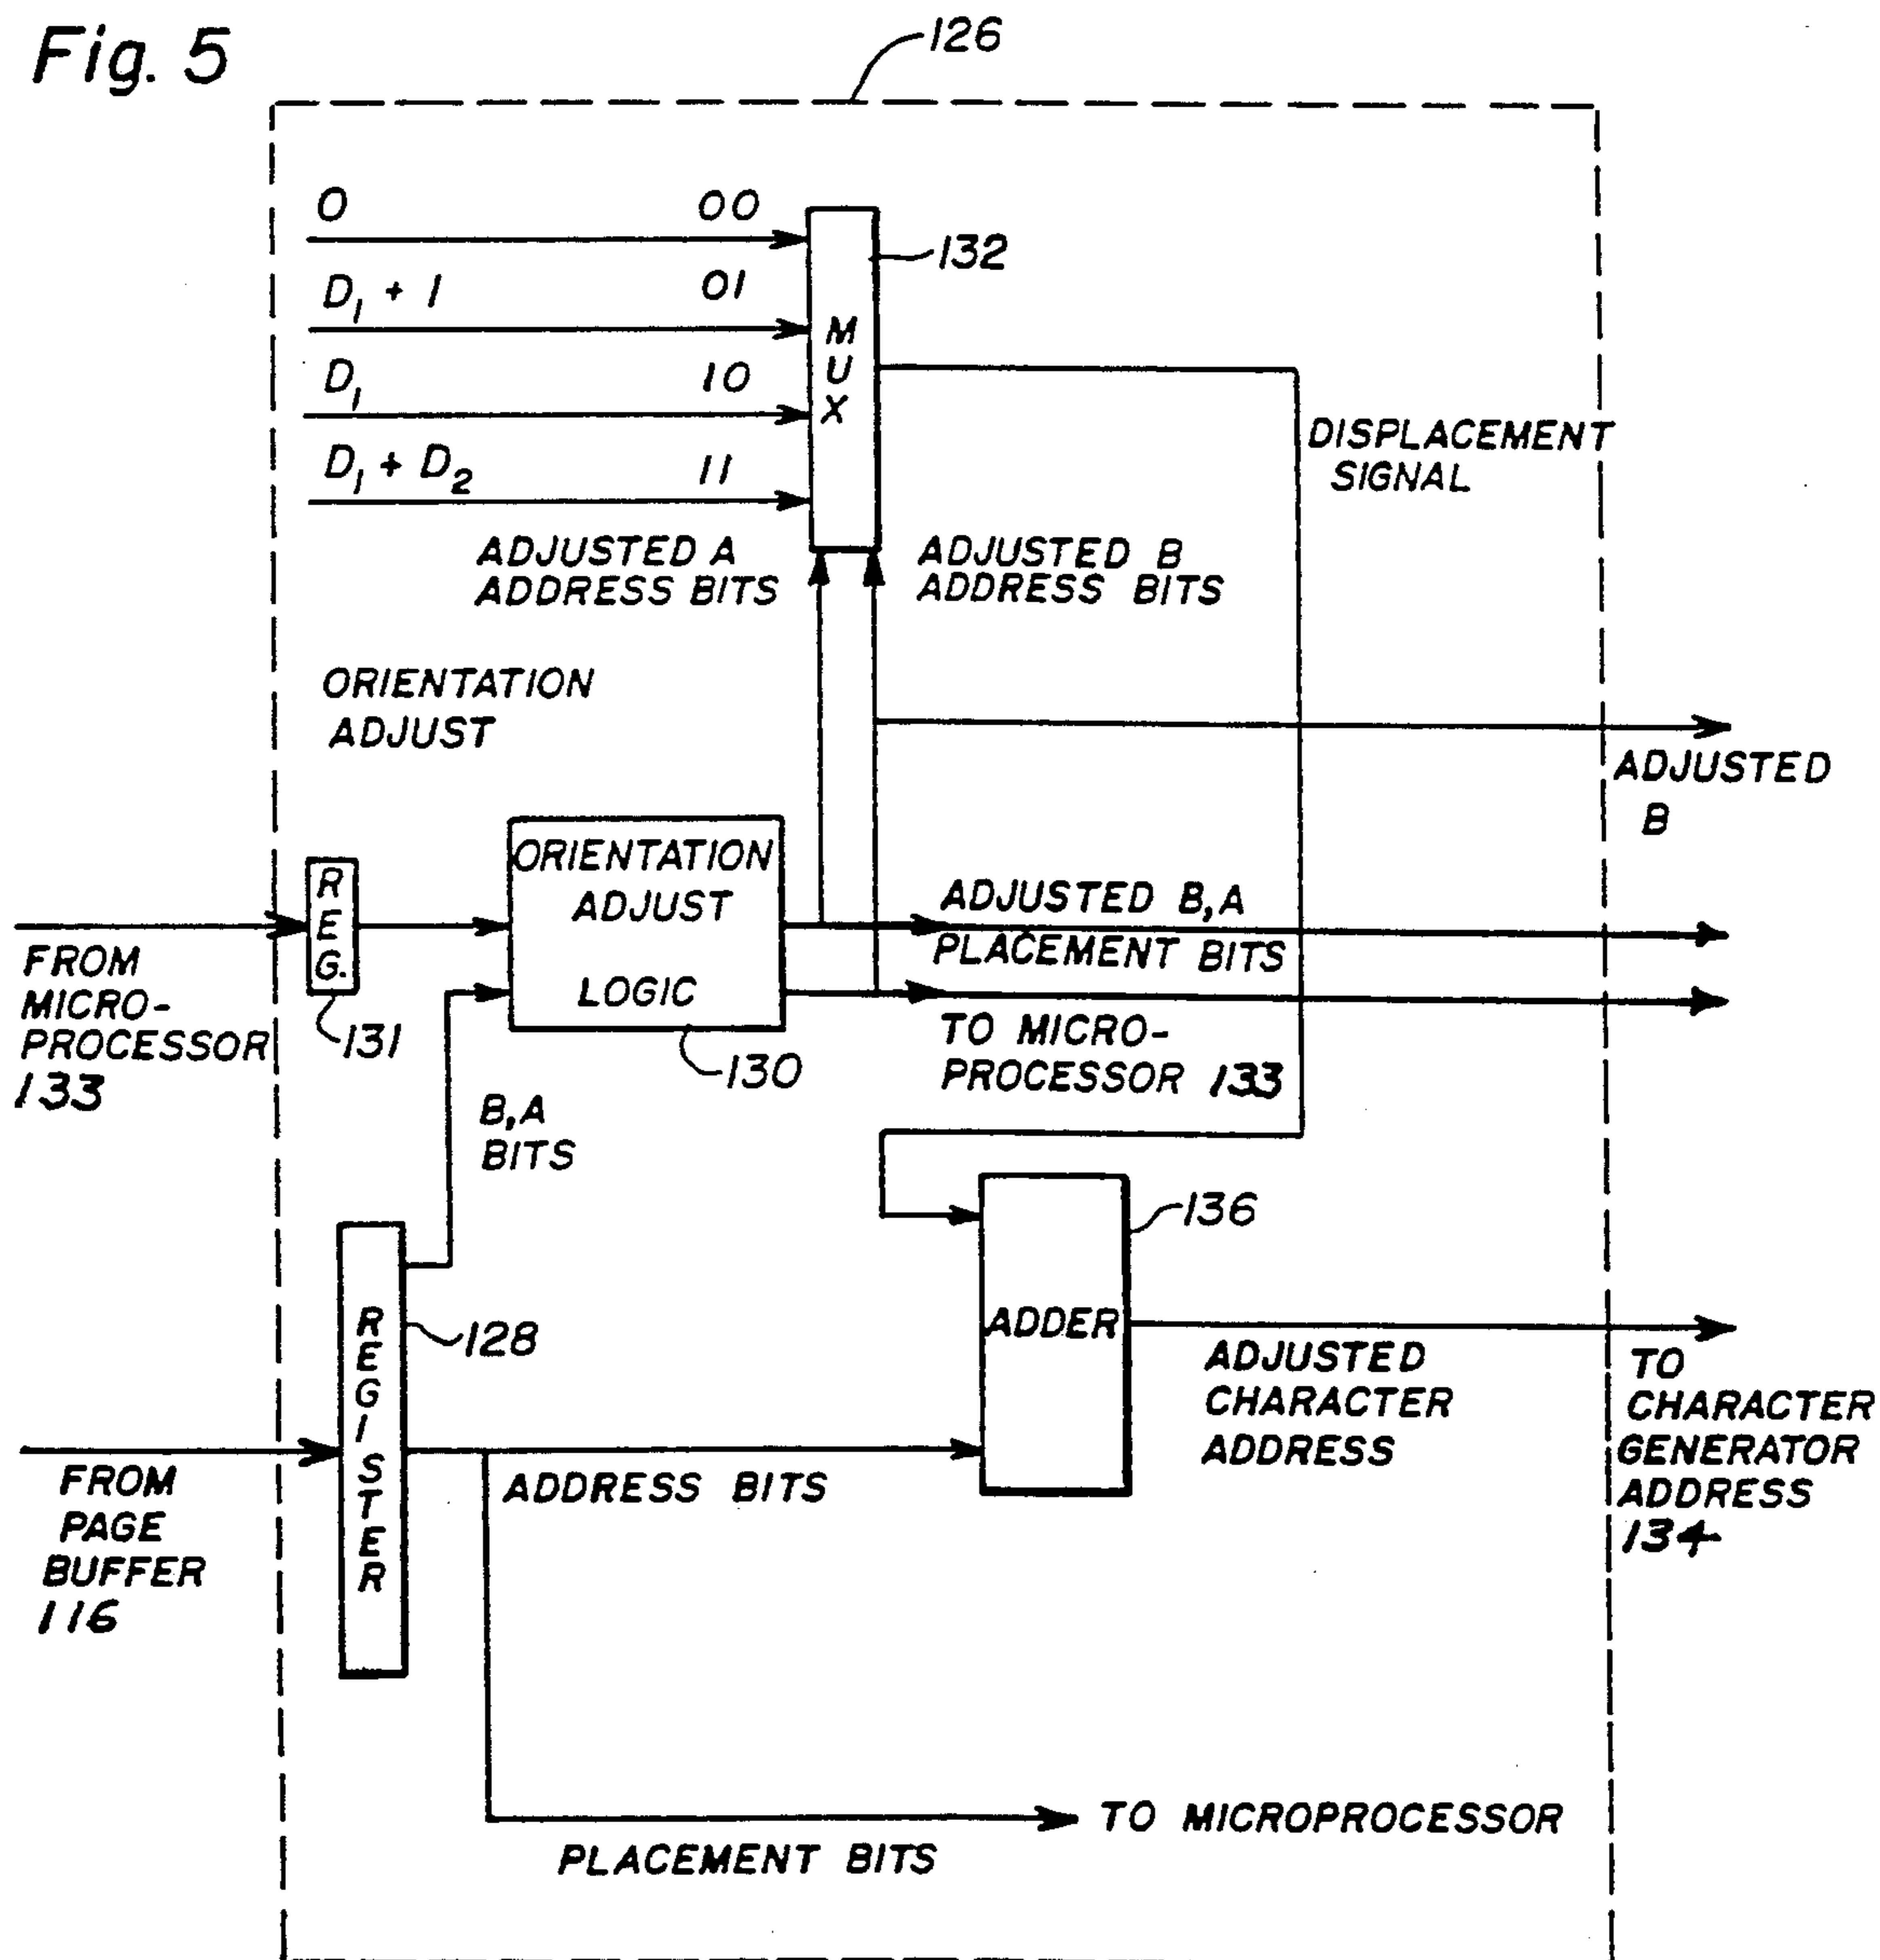 Fig. 5
126
0 00
D1 + 1 01
D1 10
D1 + D2 11
MUX
132
DISPLACEMENT
SIGNAL
ADJUSTED A
ADDRESS BITS
ADJUSTED B
ADDRESS BITS
ORIENTATION
ADJUST
ADJUSTED
B
REG.
131
FROM
MICRO-
PROCESSOR
133
ORIENTATION
ADJUST
LOGIC
130
ADJUSTED B,A
PLACEMENT BITS
TO MICRO-
PROCESSOR 133
B,A
BITS
REGISTER
128
136
ADDER
ADJUSTED
CHARACTER
ADDRESS
TO
CHARACTER
GENERATOR
ADDRESS
134
FROM
PAGE
BUFFER
116
ADDRESS BITS
TO MICROPROCESSOR
PLACEMENT BITS